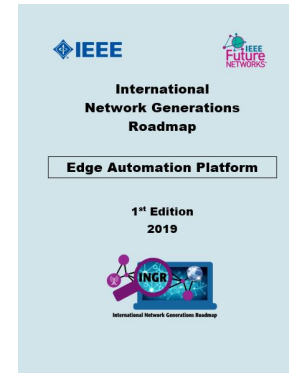 IEEE
IEEE
Future
NETWORKS
International
Network Generations
Roadmap
Edge Automation Platform
1st Edition
2019
INGR
International Network Generations Roadmap